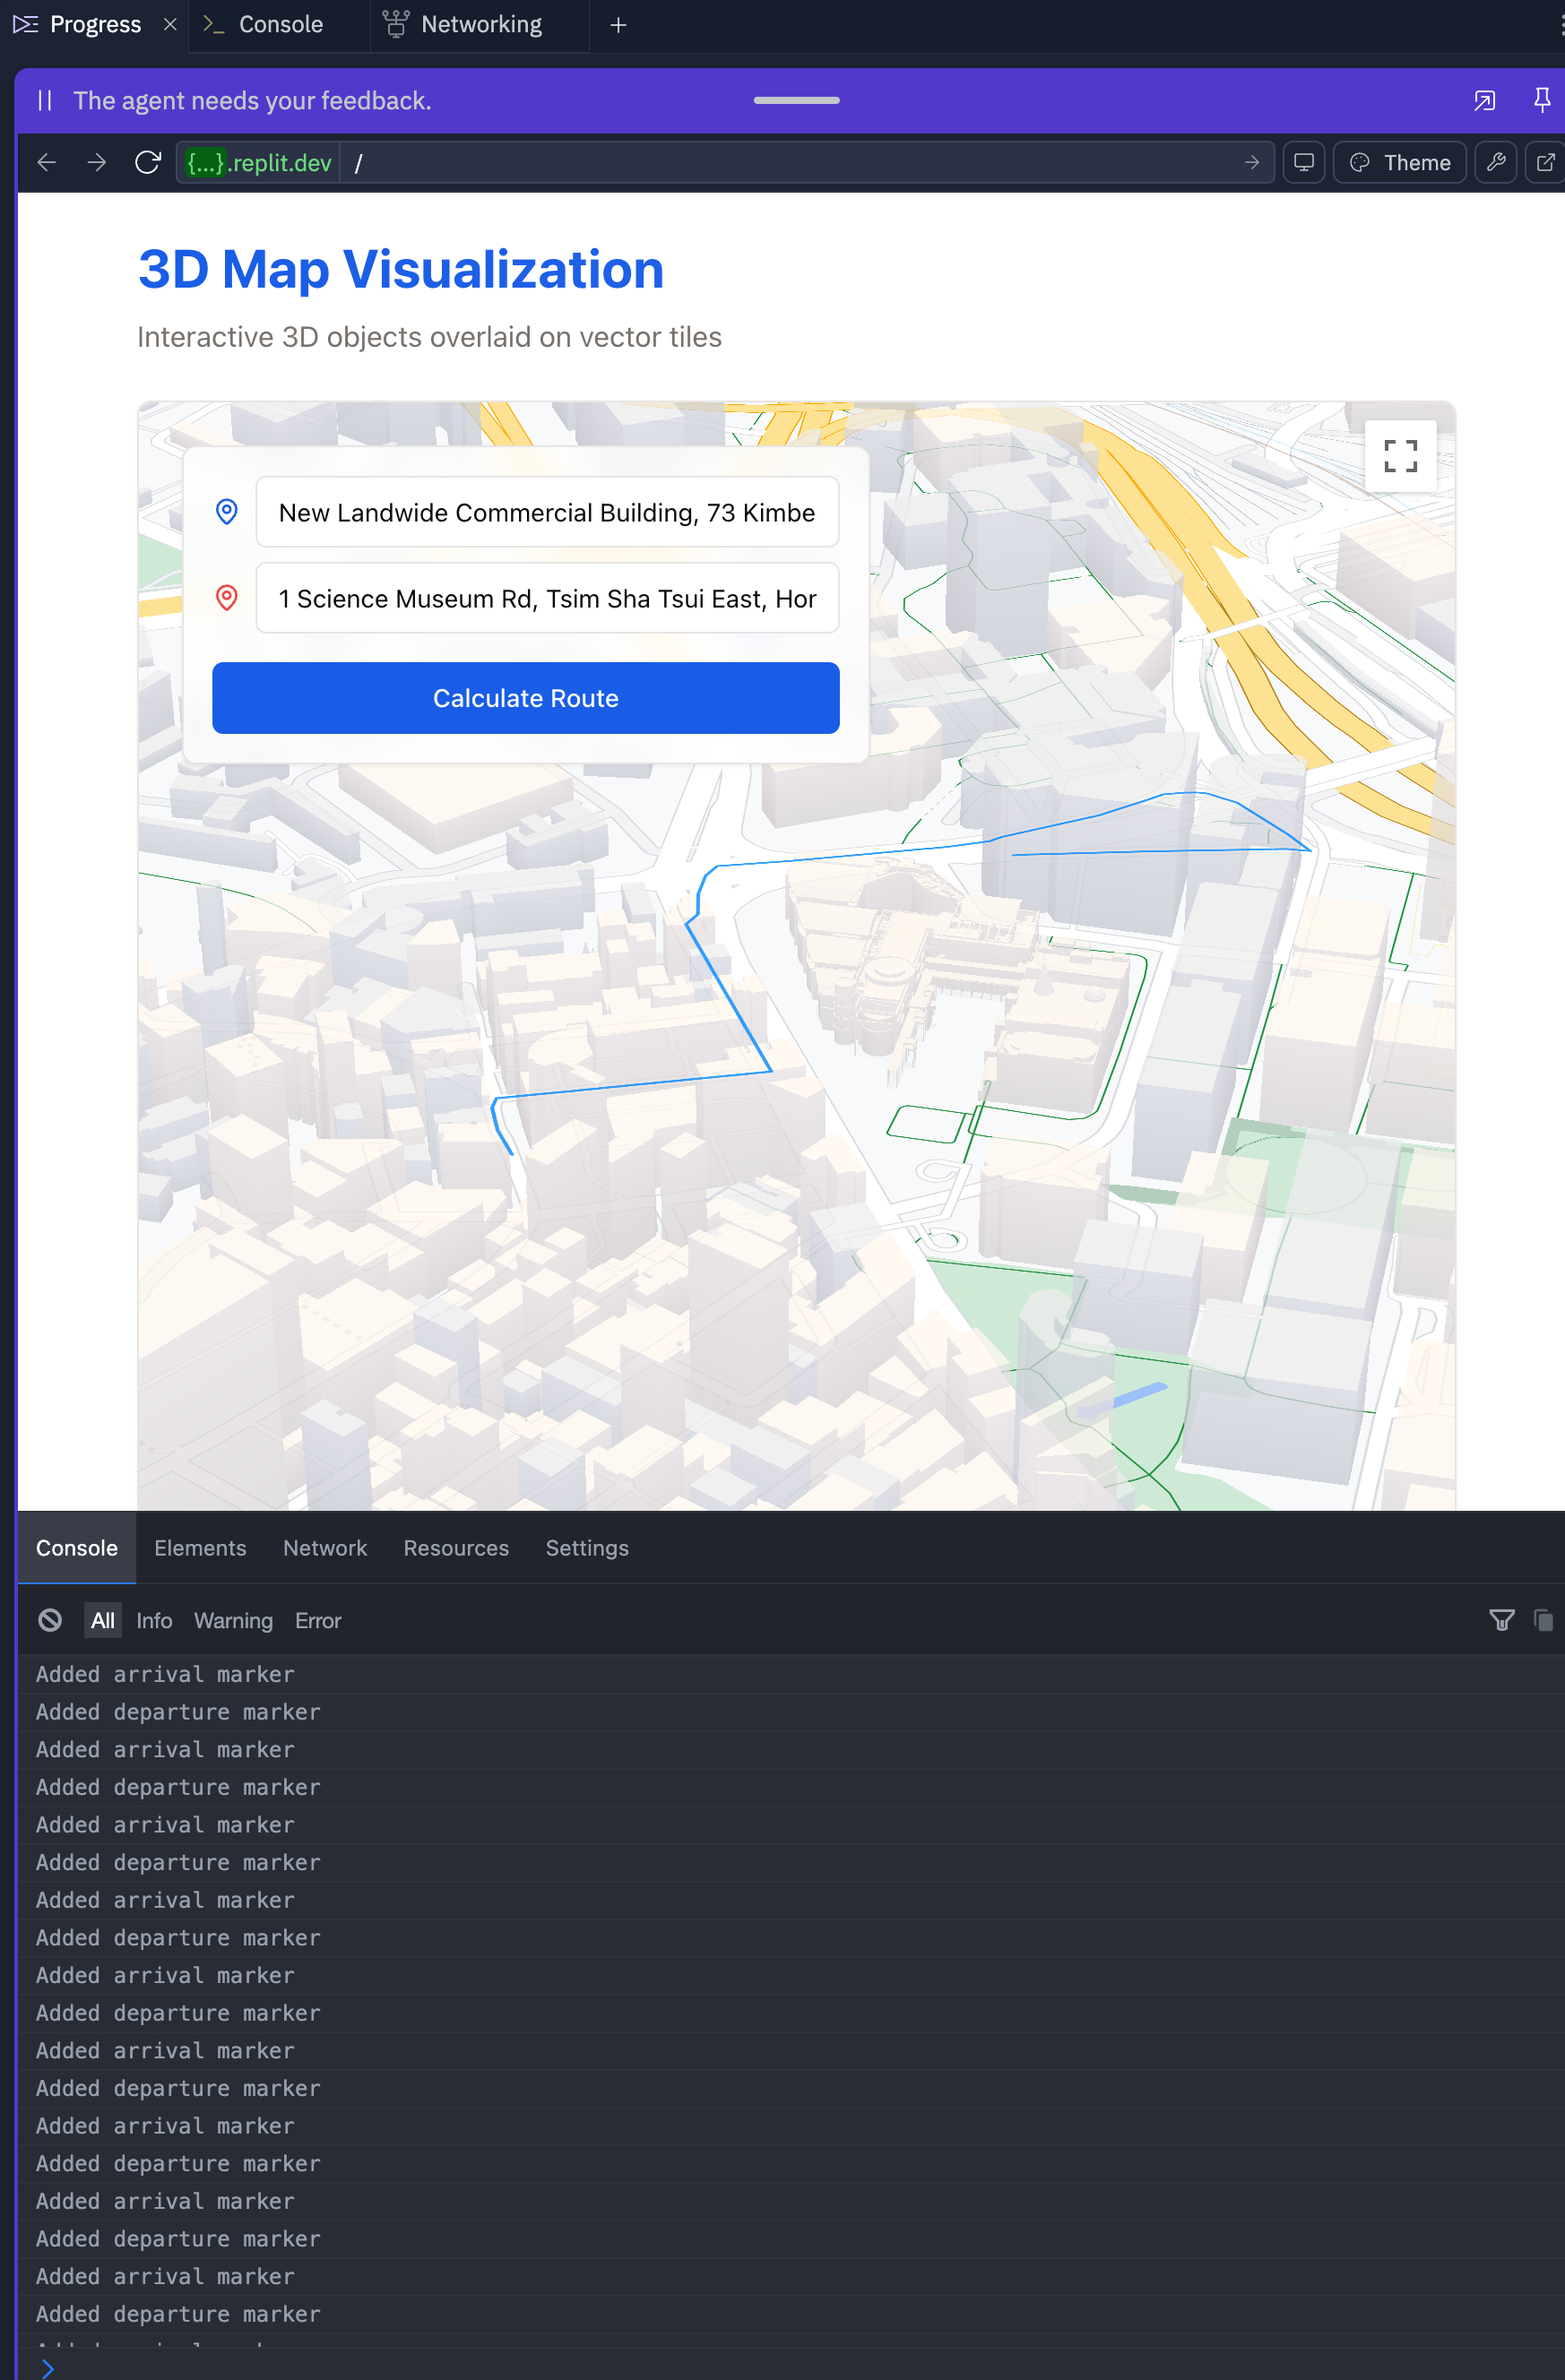 Progress
Console
Networking
The agent needs your feedback.
{...}.replit.dev
/
Theme
3D Map Visualization
Interactive 3D objects overlaid on vector tiles
New Landwide Commercial Building, 73 Kimbe
1 Science Museum Rd, Tsim Sha Tsui East, Hor
Calculate Route
Console
Elements
Network
Resources
Settings
All
Info
Warning
Error
Added arrival marker
Added departure marker
Added arrival marker
Added departure marker
Added arrival marker
Added departure marker
Added arrival marker
Added departure marker
Added arrival marker
Added departure marker
Added arrival marker
Added departure marker
Added arrival marker
Added departure marker
Added arrival marker
Added departure marker
Added arrival marker
Added departure marker